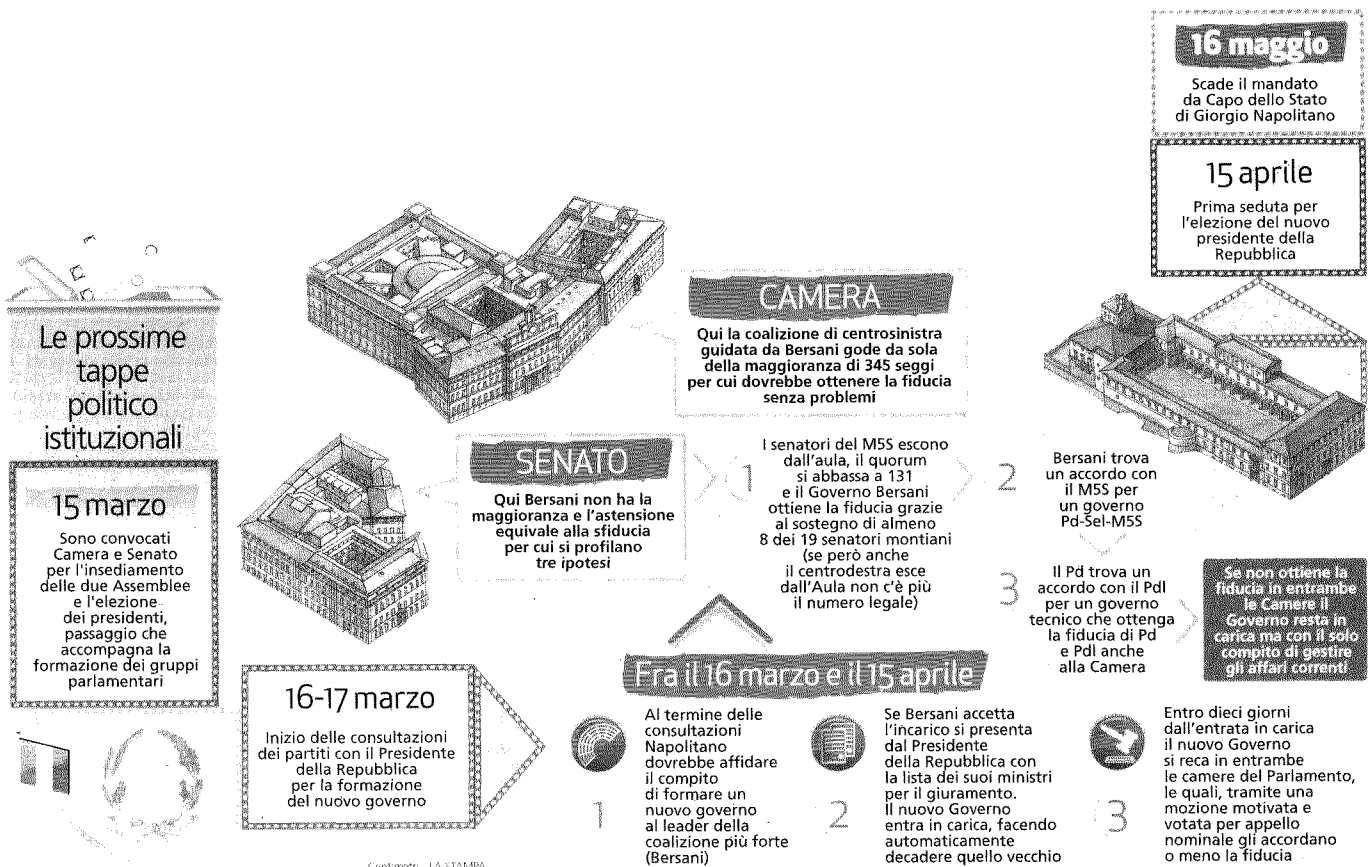 Le prossime
tappe
politico
istituzionali
15 marzo
Sono convocati
Camera e Senato
per l'insediamento
delle due Assemblee
e l'elezione
dei presidenti,
passaggio che
accompagna la
formazione dei gruppi
parlamentari
16-17 marzo
Inizio delle consultazioni
dei partiti con il Presidente
della Repubblica
per la formazione
del nuovo governo
Fra il 16 marzo e il 15 aprile
1
Al termine delle
consultazioni
Napolitano
dovrebbe affidare
il compito
di formare un
nuovo governo
al leader della
coalizione più forte
(Bersani)
2
Se Bersani accetta
l'incarico si presenta
dal Presidente
della Repubblica con
la lista dei suoi ministri
per il giuramento.
Il nuovo Governo
entra in carica, facendo
automaticamente
decadere quello vecchio
3
Entro dieci giorni
dall'entrata in carica
il nuovo Governo
si reca in entrambe
le camere del Parlamento,
le quali, tramite una
mozione motivata e
votata per appello
nominale gli accordano
o meno la fiducia
CAMERA
Qui la coalizione di centrosinistra
guidata da Bersani gode da sola
della maggioranza di 345 seggi
per cui dovrebbe ottenere la fiducia
senza problemi
SENATO
Qui Bersani non ha la
maggioranza e l'astensione
equivale alla sfiducia
per cui si profilano
tre ipotesi
1
I senatori del M5S escono
dall'aula, il quorum
si abbassa a 131
e il Governo Bersani
ottiene la fiducia grazie
al sostegno di almeno
8 dei 19 senatori montiani
(se però anche
il centrodestra esce
dall'Aula non c'è più
il numero legale)
2
Bersani trova
un accordo con
il M5S per
un governo
Pd-Sel-M5S
3
Il Pd trova un
accordo con il Pdl
per un governo
tecnico che ottenga
la fiducia di Pd
e Pdl anche
alla Camera
Se non ottiene la
fiducia in entrambe
le Camere il
Governo resta in
carica ma con il solo
compito di gestire
gli affari correnti
15 aprile
Prima seduta per
l'elezione del nuovo
presidente della
Repubblica
16 maggio
Scade il mandato
da Capo dello Stato
di Giorgio Napolitano
Centimetri - LA STAMPA